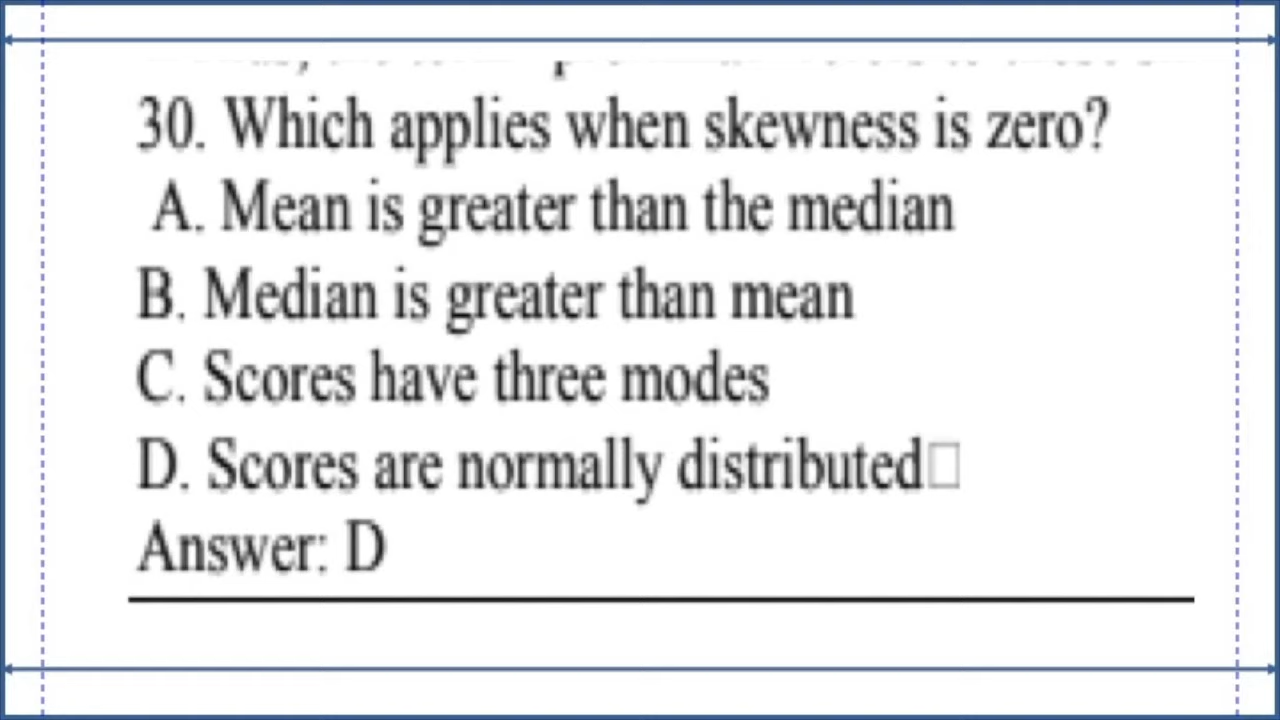 30. Which applies when skewness is zero?
A. Mean is greater than the median
B. Median is greater than mean
C. Scores have three modes
D. Scores are normally distributed
Answer: D